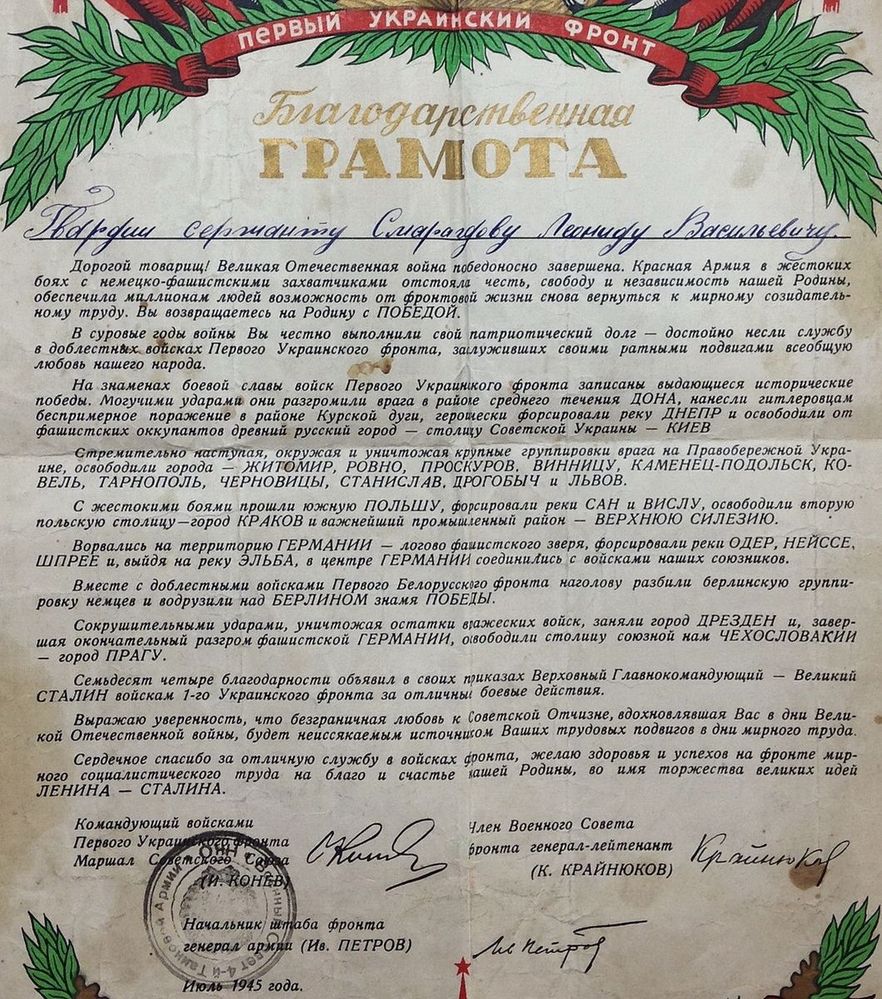 ПЕРВЫЙ УКРАИНСКИЙ ФРОНТ
Благодарственная
ГРАМОТА
Гвардии сержанту Смарагдову Леониду Васильевичу.
Дорогой товарищ! Великая Отечественная война победоносно завершена. Красная Армия в жестоких
боях с немецко-фашистскими захватчиками отстояла честь, свободу и независимость нашей Родины,
обеспечила миллионам людей возможность от фронтовой жизни снова вернуться к мирному созидатель-
ному труду. Вы возвращаетесь на Родину с ПОБЕДОЙ.
В суровые годы войны Вы честно выполнили свой патриотический долг — достойно несли службу
в доблестных войсках Первого Украинского фронта, заслуживших своими ратными подвигами всеобщую
любовь нашего народа.
На знаменах боевой славы войск Первого Украинского фронта записаны выдающиеся исторические
победы. Могучими ударами они разгромили врага в районе среднего течения ДОНА, нанесли гитлеровцам
беспримерное поражение в районе Курской дуги, героически форсировали реку ДНЕПР и освободили от
фашистских оккупантов древний русский город — столицу Советской Украины — КИЕВ
Стремительно наступая, окружая и уничтожая крупные группировки врага на Правобережной Укра-
ине, освободили города — ЖИТОМИР, РОВНО, ПРОСКУРОВ, ВИННИЦУ, КАМЕНЕЦ-ПОДОЛЬСК, КО-
ВЕЛЬ, ТАРНОПОЛЬ, ЧЕРНОВИЦЫ, СТАНИСЛАВ, ДРОГОБЫЧ и ЛЬВОВ.
С жестокими боями прошли южную ПОЛЬШУ, форсировали реки САН и ВИСЛУ, освободили вторую
польскую столицу—город КРАКОВ и важнейший промышленный район — ВЕРХНЮЮ СИЛЕЗИЮ.
Ворвались на территорию ГЕРМАНИИ — логово фашистского зверя, форсировали реки ОДЕР, НЕЙССЕ,
ШПРЕЕ и, выйдя на реку ЭЛЬБА, в центре ГЕРМАНИИ соединились с войсками наших союзников.
Вместе с доблестными войсками Первого Белорусского фронта наголову разбили берлинскую группи-
ровку немцев и водрузили над БЕРЛИНОМ знамя ПОБЕДЫ.
Сокрушительными ударами, уничтожая остатки вражеских войск, заняли город ДРЕЗДЕН и, завер-
шая окончательный разгром фашистской ГЕРМАНИИ, освободили столицу союзной нам ЧЕХОСЛОВАКИИ
— город ПРАГУ.
Семьдесят четыре благодарности объявил в своих приказах Верховный Главнокомандующий — Великий
СТАЛИН войскам 1-го Украинского фронта за отличные боевые действия.
Выражаю уверенность, что безграничная любовь к Советской Отчизне, вдохновлявшая Вас в дни Вели-
кой Отечественной войны, будет неиссякаемым источником Ваших трудовых подвигов в дни мирного труда.
Сердечное спасибо за отличную службу в войсках фронта, желаю здоровья и успехов на фронте мир-
ного социалистического труда на благо и счастье нашей Родины, во имя торжества великих идей
ЛЕНИНА — СТАЛИНА.
Командующий войсками
Первого Украинского фронта
Маршал Советского Союза
(И. КОНЕВ)
Член Военного Совета
фронта генерал-лейтенант
(К. КРАЙНЮКОВ)
Крайнюков
Начальник штаба фронта
генерал армии (Ив. ПЕТРОВ)
Ив Петров
Июль 1945 года.
Совет 4-й Танковой Армии